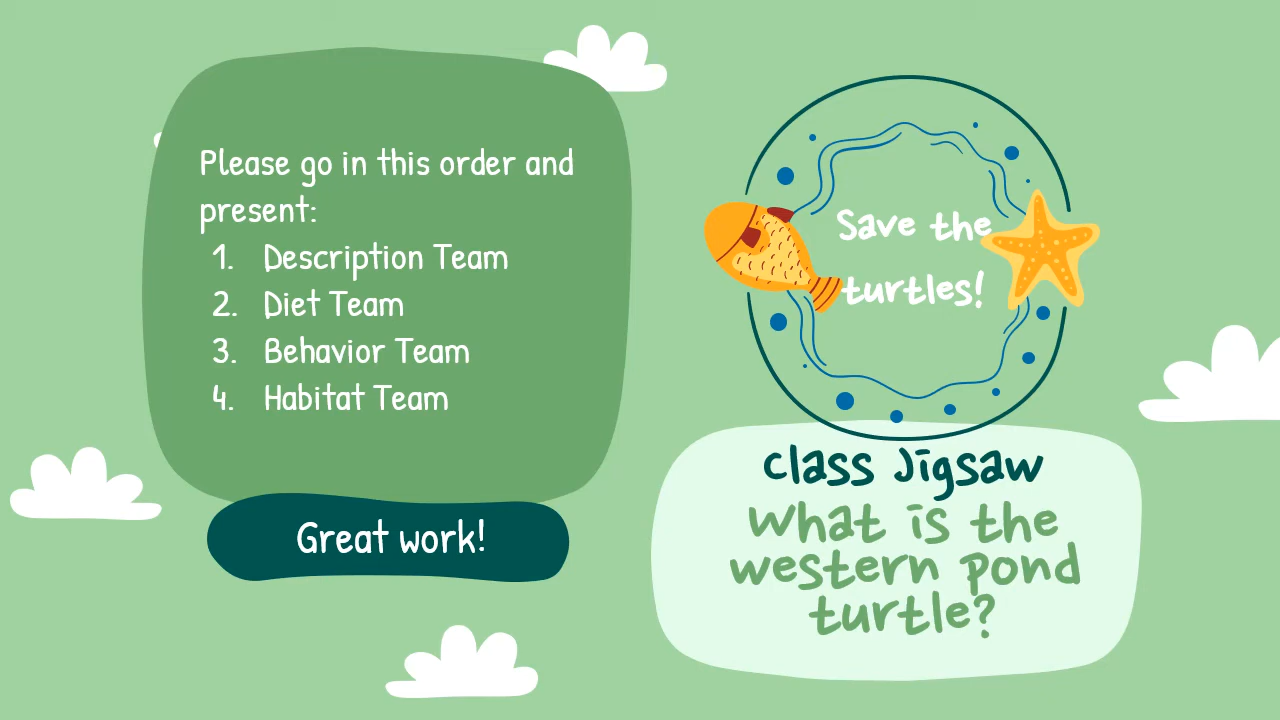 Please go in this order and
present:
1. Description Team
2. Diet Team
3. Behavior Team
4. Habitat Team
Great work!
Save the
turtles!
Class Jigsaw
What is the
western pond
turtle?